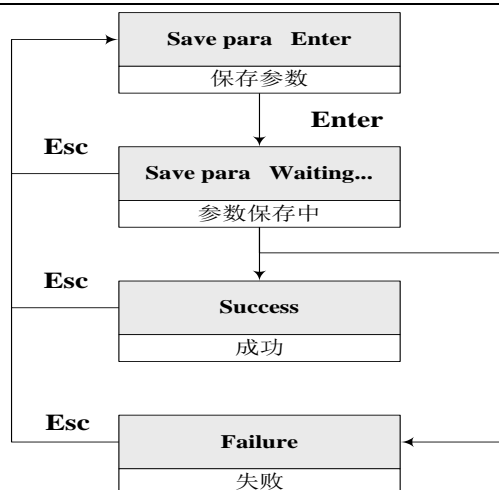 Save para Enter
保存参数
Enter
Esc
Save para Waiting...
参数保存中
Esc
Success
成功
Esc
Failure
失败